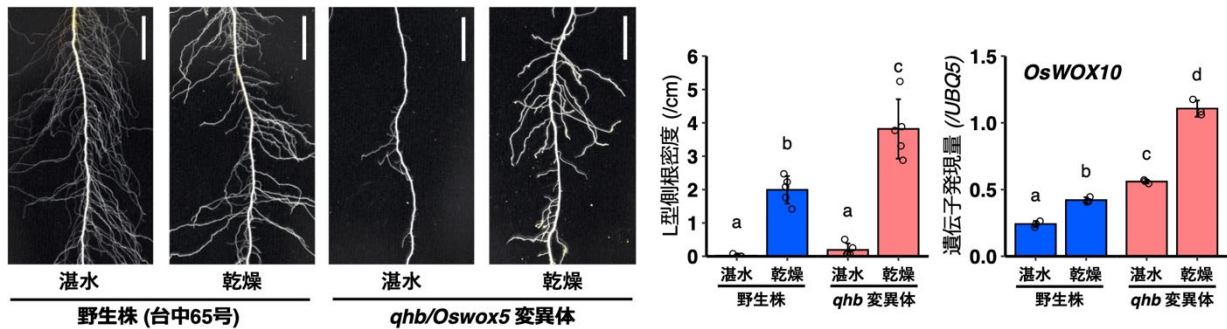 湛水
乾燥
湛水
乾燥
野生株 (台中65号)
qhb/Oswox5 変異体
L型側根密度 (/cm)
6
5
4
3
2
1
0
a
b
a
c
湛水
乾燥
湛水
乾燥
野生株
qhb 変異体
遺伝子発現量 (/UBQ5)
1.5
1.0
0.5
0.0
OsWOX10
a
b
c
d
湛水
乾燥
湛水
乾燥
野生株
qhb 変異体